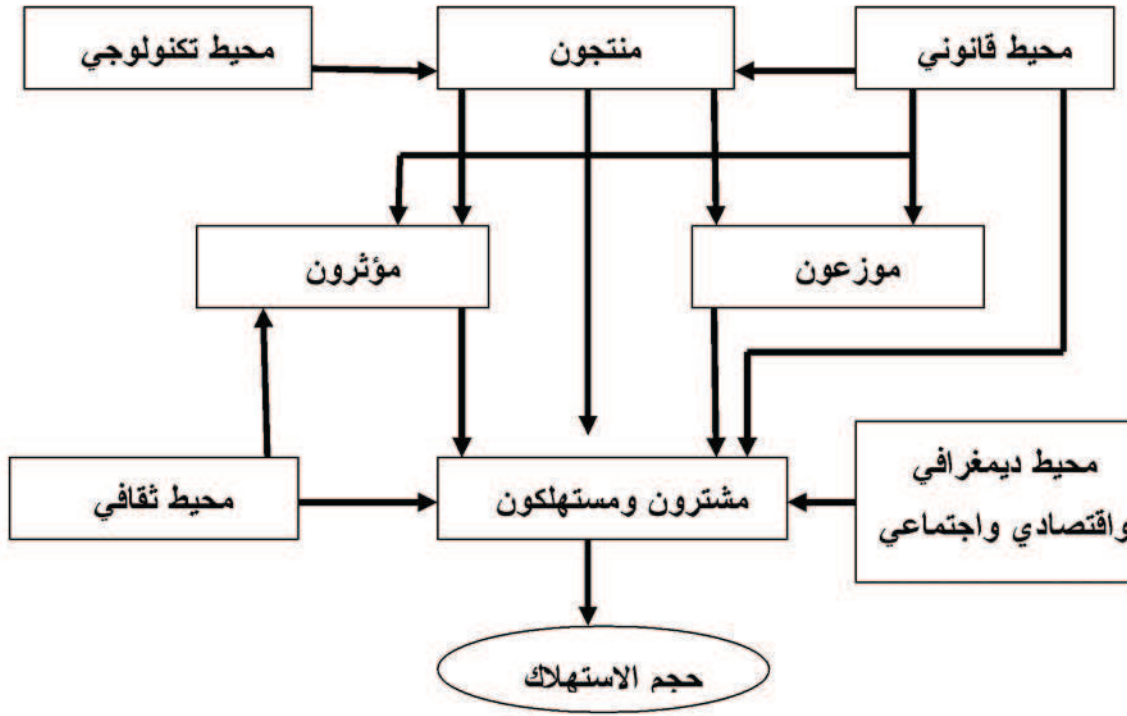 محيط قانوني
منتجون
محيط تكنولوجي
موزعون
مؤثرون
محيط ديمغرافي
واقتصادي واجتماعي
مشترون ومستهلكون
محيط ثقافي
حجم الاستهلاك